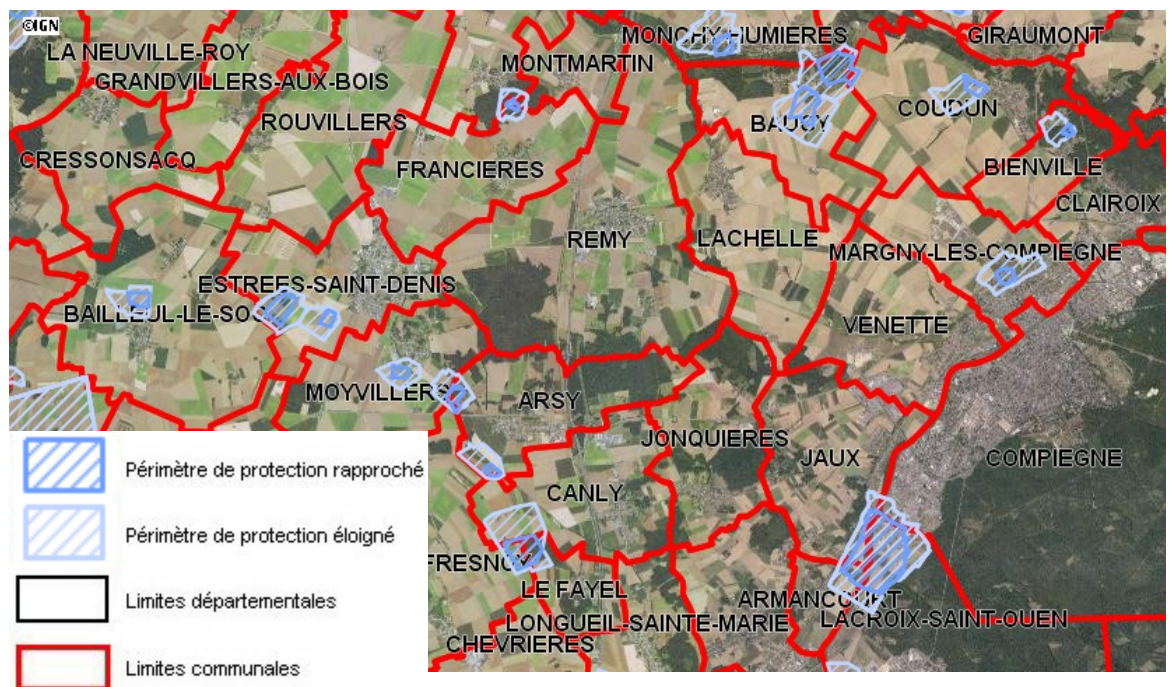 ©IGN
LA NEUVILLE-ROY
MONCHY-HUMIERES
GIRAUMONT
GRANDVILLERS-AUX-BOIS
MONTMARTIN
ROUVILLERS
BAUGY
COUDUN
CRESSONSACQ
FRANCIERES
BIENVILLE
CLAIROIX
REMY
LACHELLE
MARGNY-LES-COMPIEGNE
ESTREES-SAINT-DENIS
BAILLEUL-LE-SOC
VENETTE
MOYVILLERS
ARSY
JONQUIERES
JAUX
COMPIEGNE
CANLY
FRESNOY
LE FAYEL
ARMANCOURT
LACROIX-SAINT-OUEN
LONGUEIL-SAINTE-MARIE
CHEVRIERES
Périmètre de protection rapproché
Périmètre de protection éloigné
Limites départementales
Limites communales